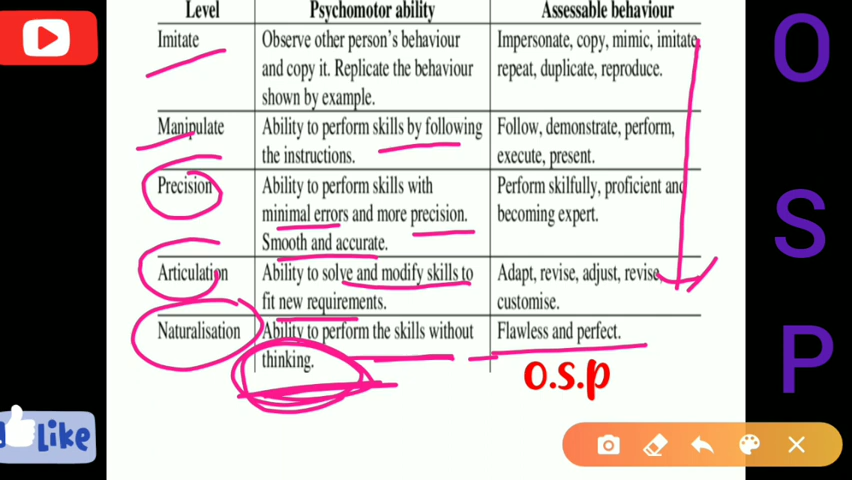 Level Psychomotor ability Assessable behaviour
Imitate Observe other person's behaviour Impersonate, copy, mimic, imitate,
and copy it. Replicate the behaviour repeat, duplicate, reproduce.
shown by example.
Manipulate Ability to perform skills by following Follow, demonstrate, perform,
the instructions. execute, present.
Precision Ability to perform skills with Perform skilfully, proficient and
minimal errors and more precision. becoming expert.
Smooth and accurate.
Articulation Ability to solve and modify skills to Adapt, revise, adjust, revise,
fit new requirements. customise.
Naturalisation Ability to perform the skills without Flawless and perfect.
thinking.
O.S.P
Like
O
S
P